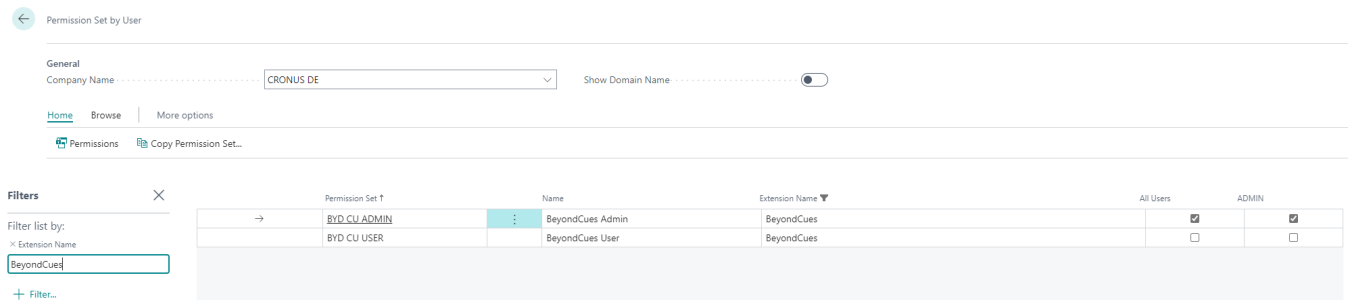 Permission Set by User
General
Company Name CRONUS DE Show Domain Name
Home Browse More options
Permissions Copy Permission Set...
Filters
Filter list by:
× Extension Name
BeyondCues
+ Filter...
Permission Set ↑ Name Extension Name All Users ADMIN
→ BYD CU ADMIN BeyondCues Admin BeyondCues
BYD CU USER BeyondCues User BeyondCues